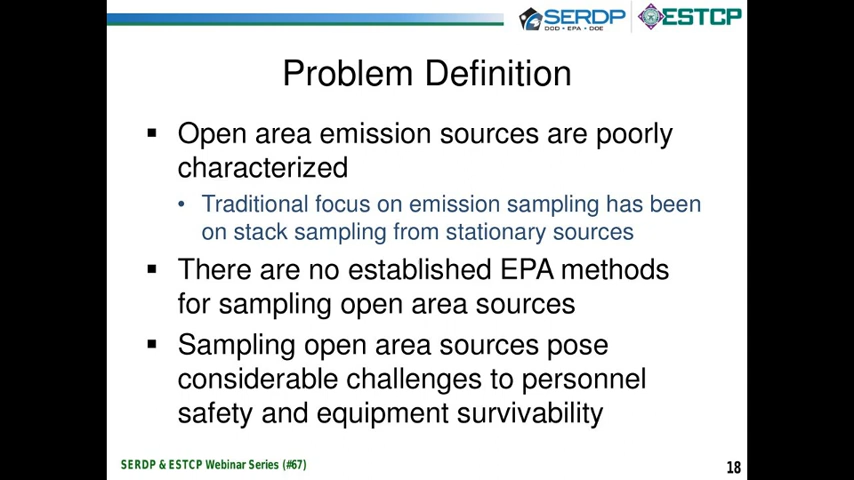 SERDP
DOD • EPA • DOE
ESTCP
Problem Definition
▪ Open area emission sources are poorly
characterized
• Traditional focus on emission sampling has been
on stack sampling from stationary sources
▪ There are no established EPA methods
for sampling open area sources
▪ Sampling open area sources pose
considerable challenges to personnel
safety and equipment survivability
SERDP & ESTCP Webinar Series (#67)
18